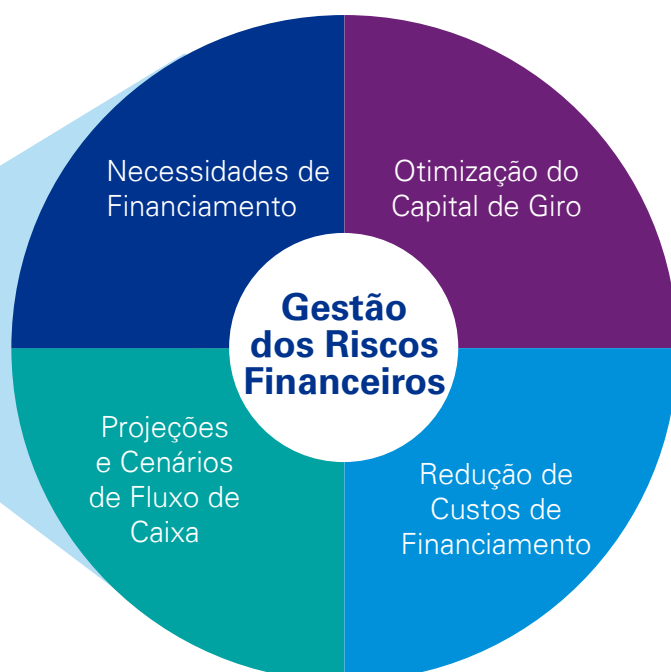 Necessidades de
Financiamento
Otimização do
Capital de Giro
Gestão
dos Riscos
Financeiros
Projeções
e Cenários
de Fluxo de
Caixa
Redução de
Custos de
Financiamento